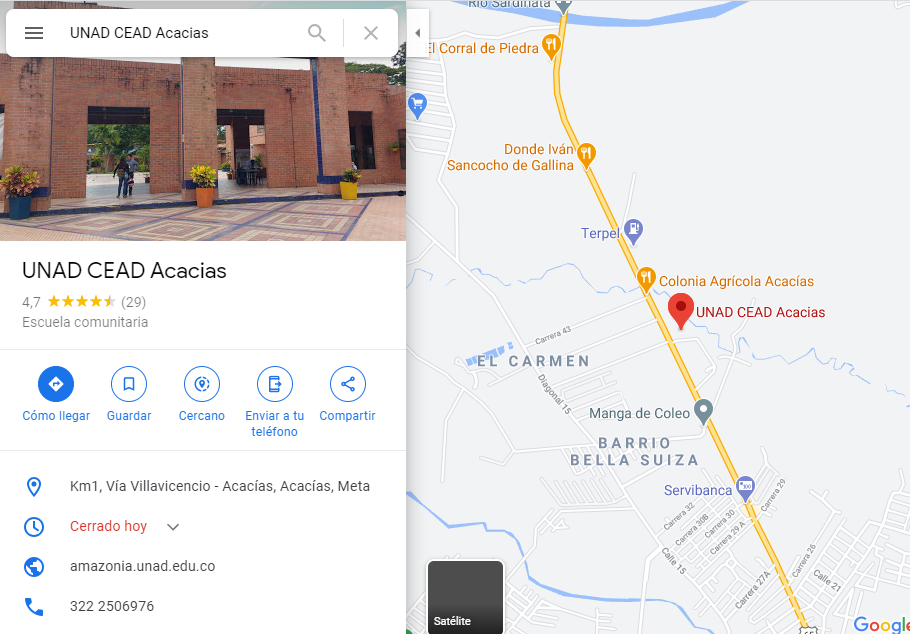 UNAD CEAD Acacias
UNAD CEAD Acacias
4,7 (29)
Escuela comunitaria
Cómo llegar
Guardar
Cercano
Enviar a tu
teléfono
Compartir
Km1, Vía Villavicencio - Acacías, Acacías, Meta
Cerrado hoy
amazonia.unad.edu.co
322 2506976
Río Sardinata
El Corral de Piedra
Donde Iván
Sancocho de Gallina
Terpel
Colonia Agrícola Acacías
UNAD CEAD Acacias
Carrera 43
EL CARMEN
Diagonal 15
Manga de Coleo
BARRIO
BELLA SUIZA
Servibanca
Carrera 29
Carrera 32
Carrera 30B
Carrera 30
Carrera 29 A
Calle 15
Carrera 26
Calle 21
Carrera 27A
Satélite
Google